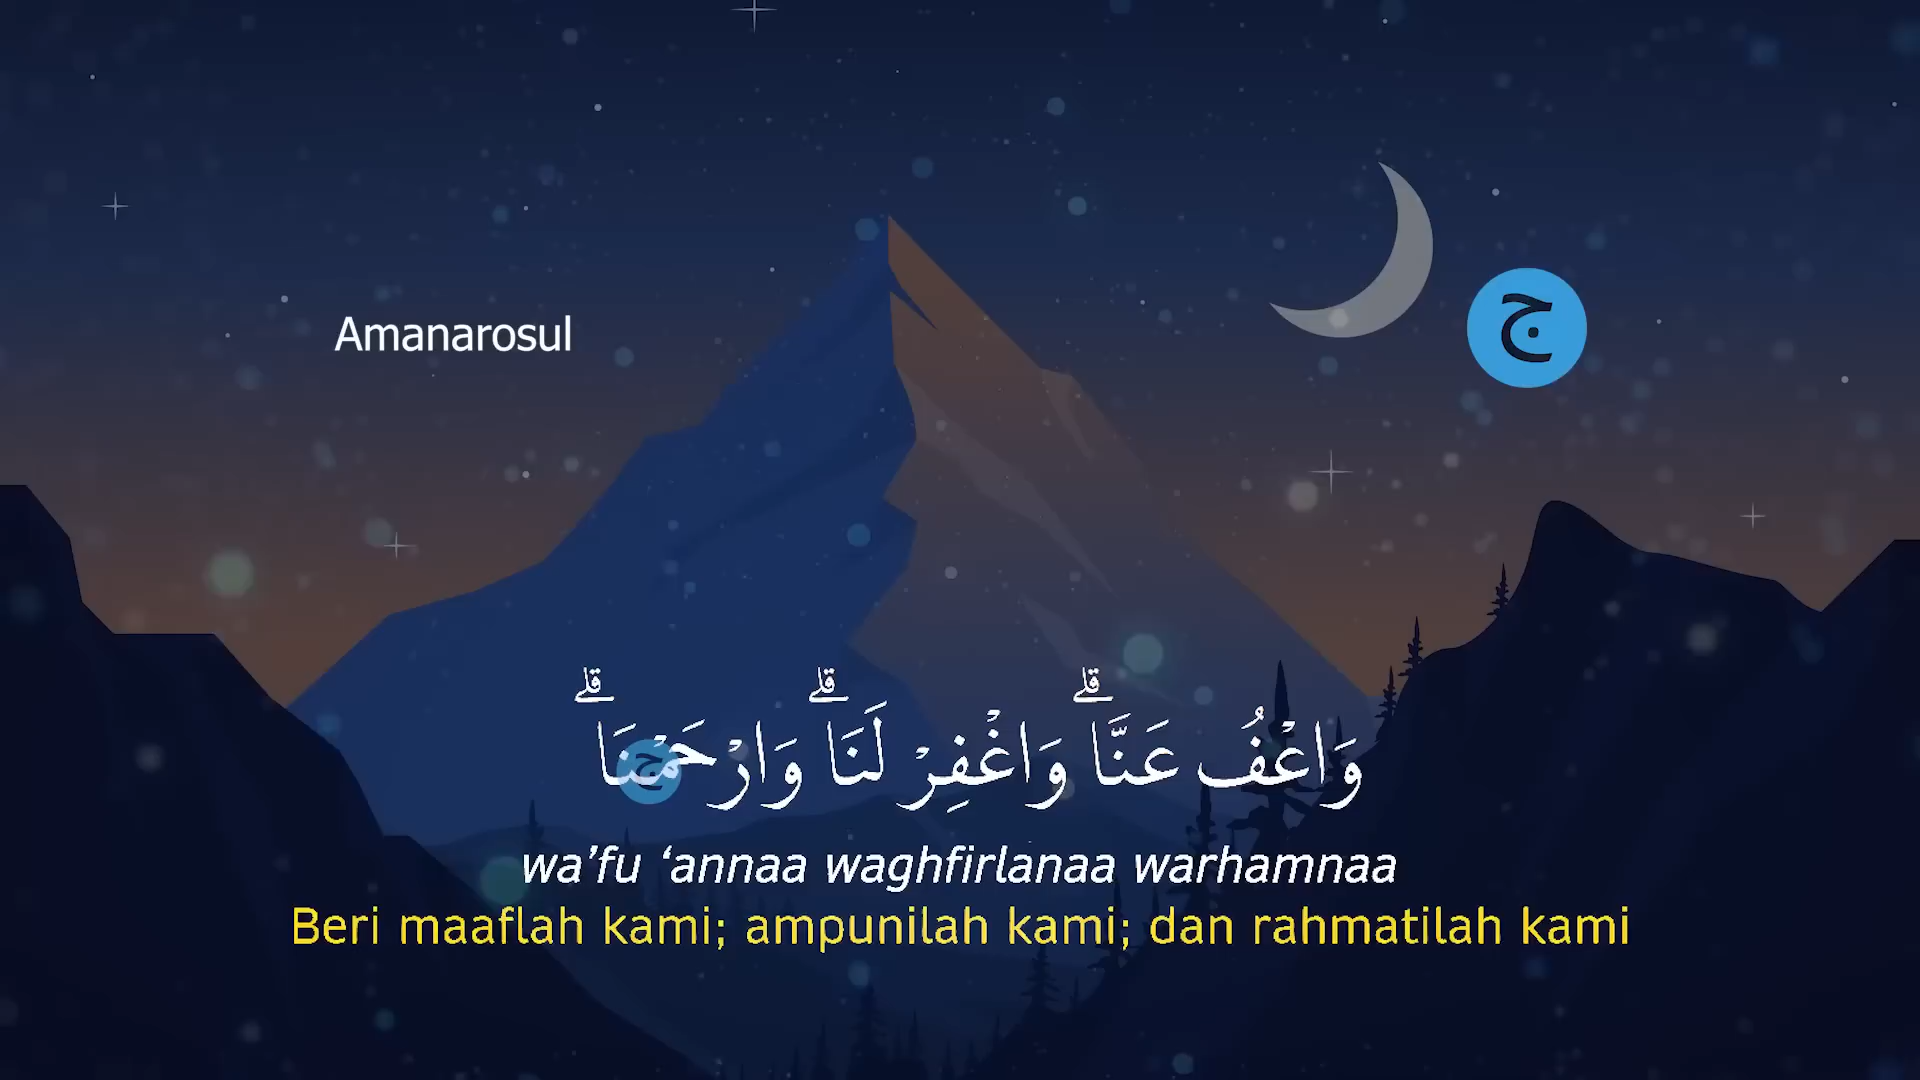 Amanarosul
ج
وَاعْفُ عَنَّاۗ وَاغْفِرْ لَنَاۗ وَارْحَمْنَاۗ
ج
wa’fu ‘annaa waghfirlanaa warhamnaa
Beri maaflah kami; ampunilah kami; dan rahmatilah kami